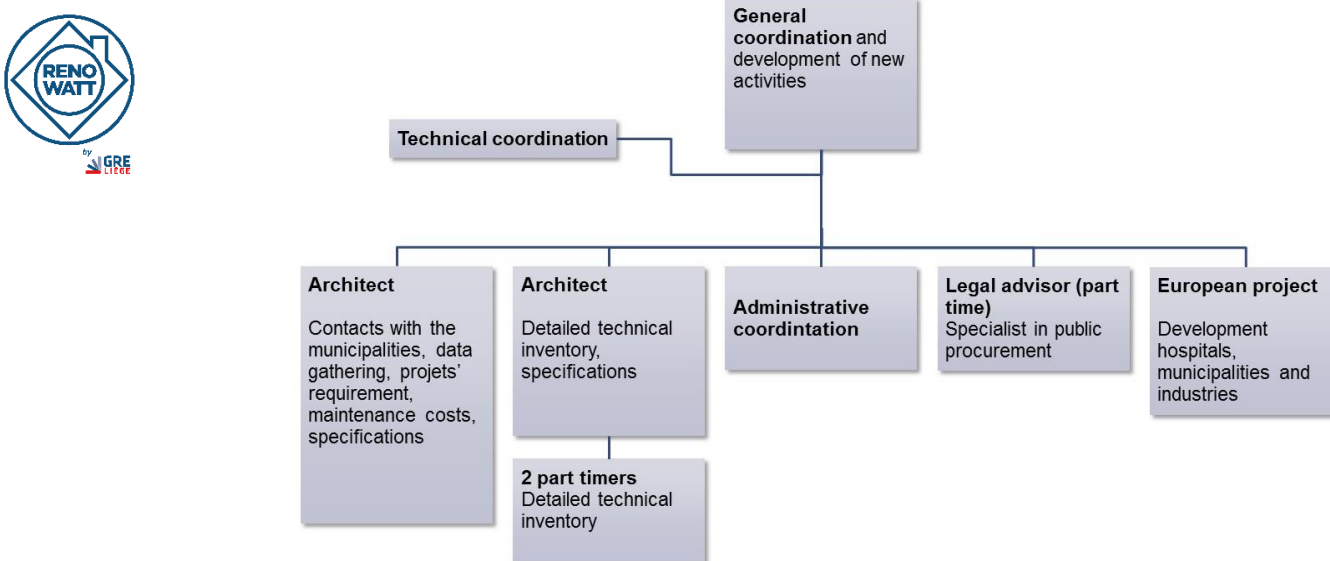 RENO
WATT
by
GRE
LIEGE
General
coordination and
development of new
activities
Technical coordination
Architect
Contacts with the
municipalities, data
gathering, projets'
requirement,
maintenance costs,
specifications
Architect
Detailed technical
inventory,
specifications
2 part timers
Detailed technical
inventory
Administrative
coordintation
Legal advisor (part
time)
Specialist in public
procurement
European project
Development
hospitals,
municipalities and
industries